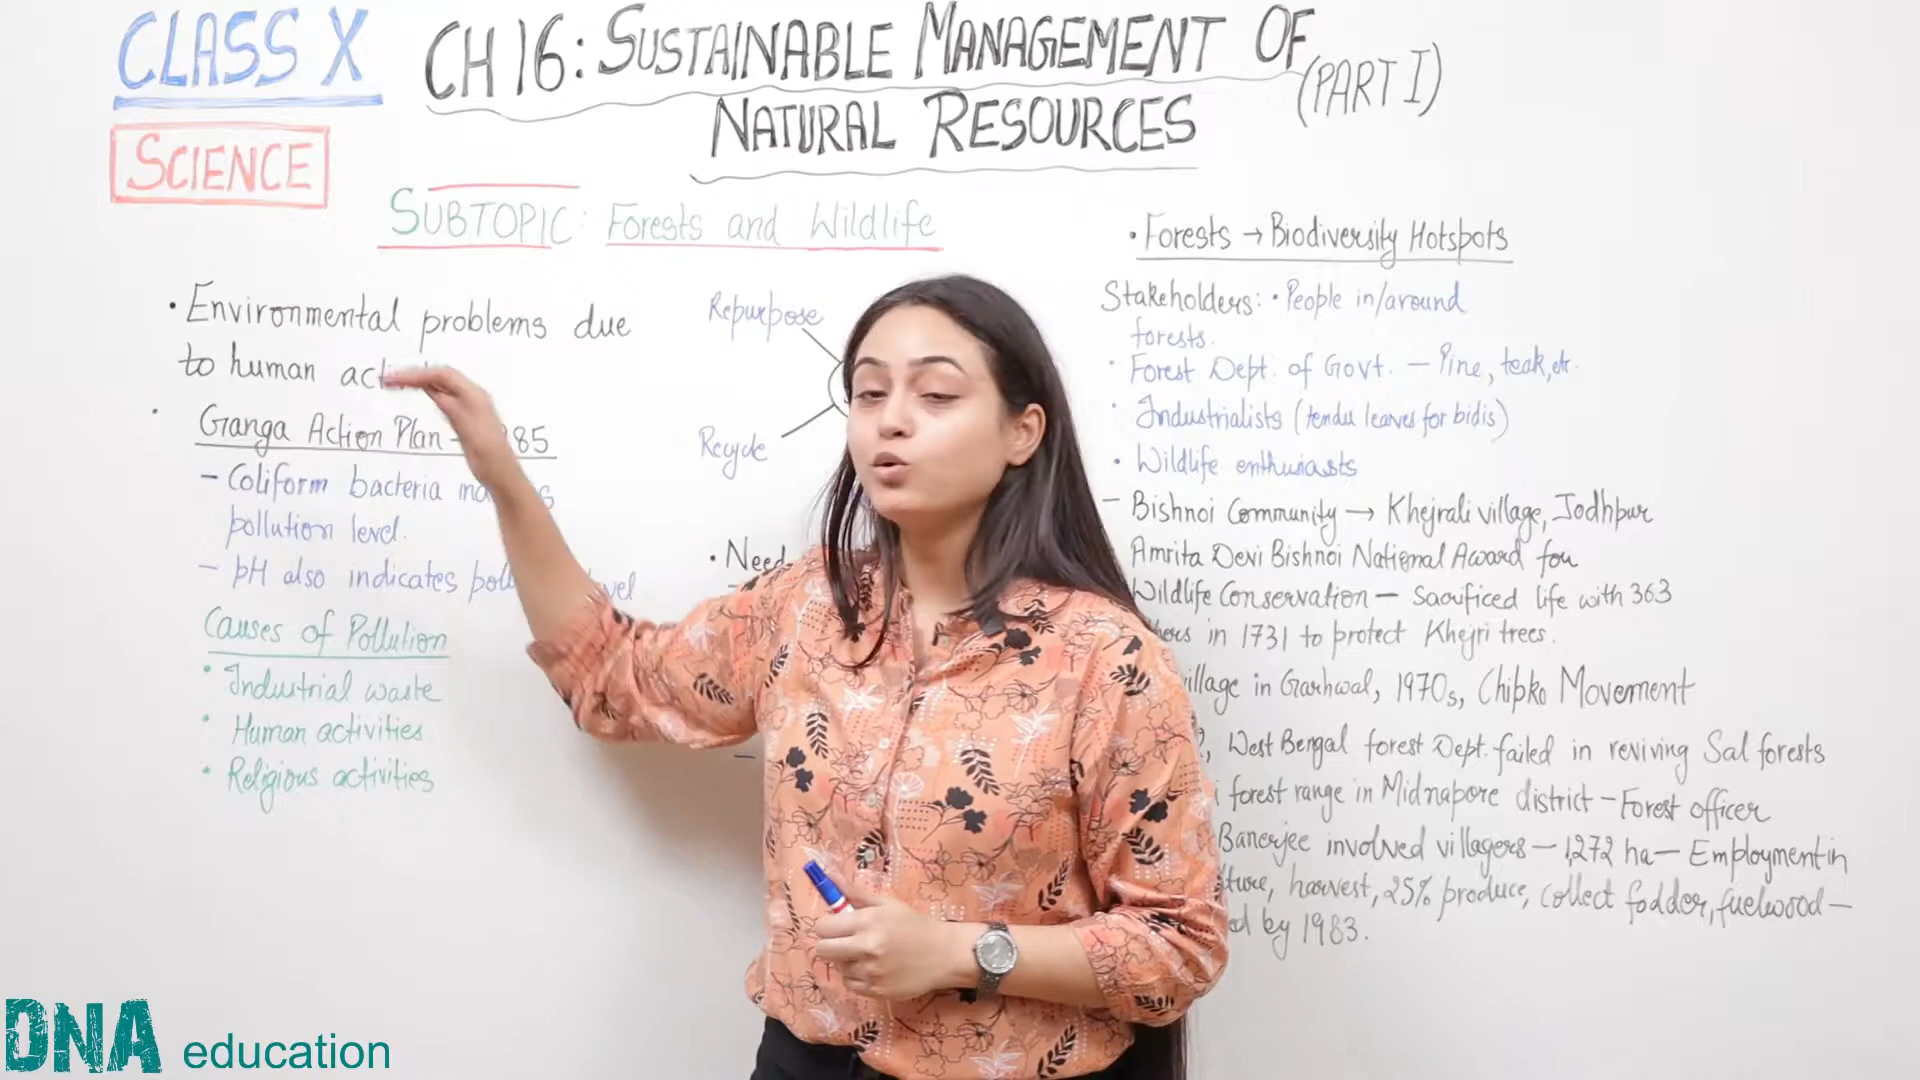 CLASS X
CH 16: SUSTAINABLE MANAGEMENT OF
NATURAL RESOURCES
(PART I)
SCIENCE
SUBTOPIC: Forests and Wildlife
• Environmental problems due
to human
Ganga Action Plan - 85
- Coliform bacteria
pollution level.
- pH also indicates
Causes of Pollution
• Industrial waste
• Human activities
• Religious activities
Repurpose
Recycle
• Need
• Forests → Biodiversity Hotspots
Stakeholders: • People in/around
forests.
• Forest Dept. of Govt. – Pine, teak, etc.
• Industrialists (tendu leaves for bidis)
• Wildlife enthusiasts
– Bishnoi Community → Khejrali village, Jodhpur
Amrita Devi Bishnoi National Award for
Wildlife Conservation – Sacrificed life with 363
in 1731 to protect Khejri trees.
in Garhwal, 1970s, Chipko Movement
West Bengal forest Dept. failed in reviving Sal forests
forest range in Midnapore district – Forest officer
Banerjee involved villagers – 1,272 ha – Employment in
harvest, 25% produce, collect fodder, fuelwood –
by 1983.
DNA education